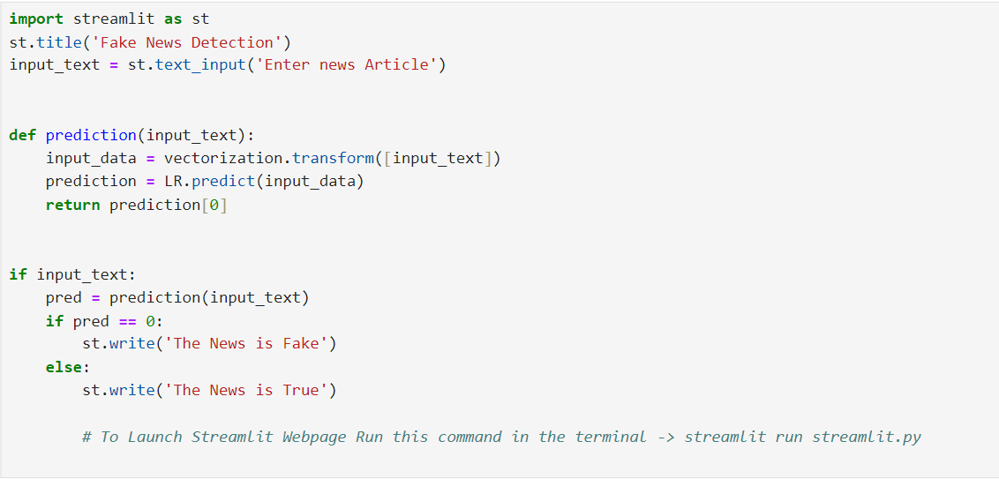 import streamlit as st
st.title('Fake News Detection')
input_text = st.text_input('Enter news Article')
def prediction(input_text):
    input_data = vectorization.transform([input_text])
    prediction = LR.predict(input_data)
    return prediction[0]
if input_text:
    pred = prediction(input_text)
    if pred == 0:
        st.write('The News is Fake')
    else:
        st.write('The News is True')
        # To Launch Streamlit Webpage Run this command in the terminal -> streamlit run streamlit.py